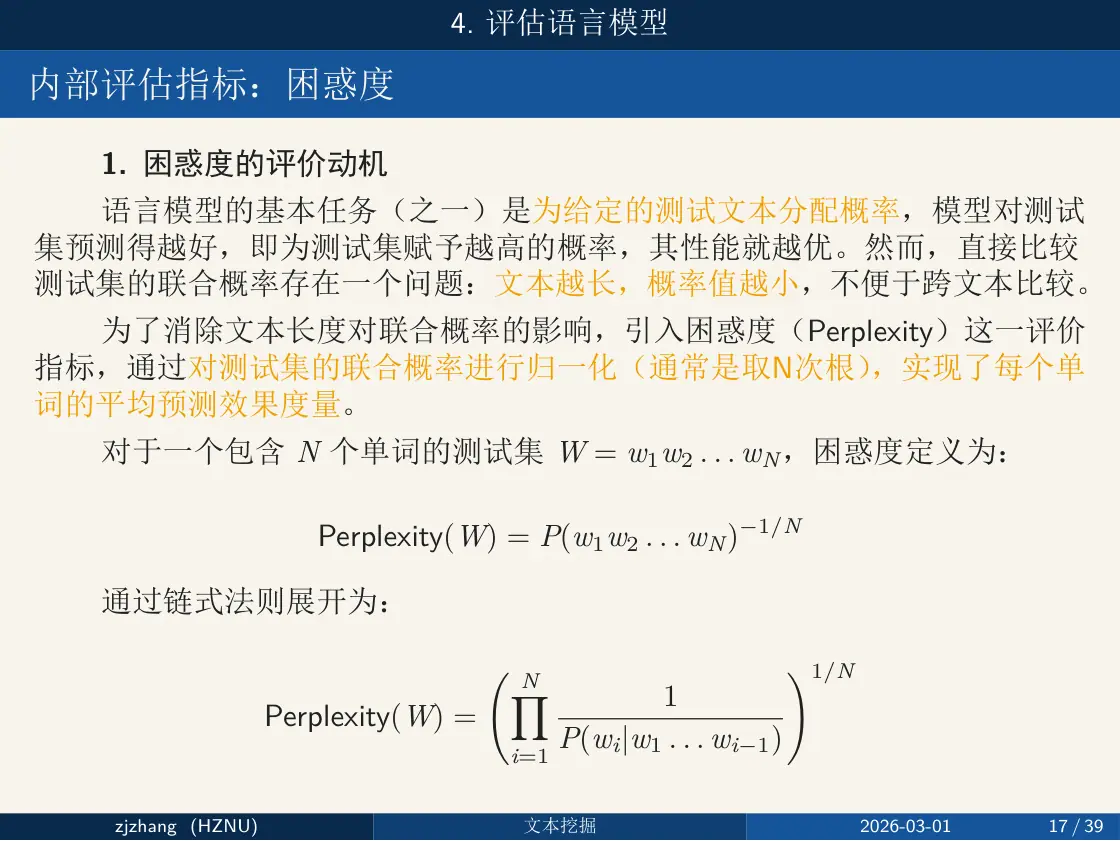 4. 评估语言模型
内部评估指标：困惑度
1. 困惑度的评价动机
语言模型的基本任务（之一）是为给定的测试文本分配概率，模型对测试
集预测得越好，即为测试集赋予越高的概率，其性能就越优。然而，直接比较
测试集的联合概率存在一个问题：文本越长，概率值越小，不便于跨文本比较。
为了消除文本长度对联合概率的影响，引入困惑度（Perplexity）这一评价
指标，通过对测试集的联合概率进行归一化（通常是取N次根），实现了每个单
词的平均预测效果度量。
对于一个包含 N 个单词的测试集 W = w₁w₂ . . . w_N，困惑度定义为：
Perplexity(W) = P(w₁w₂ . . . w_N)^{−1/N}
通过链式法则展开为：
Perplexity(W) = (∏_{i=1}^{N} 1 / P(w_i|w₁ . . . w_{i−1}))^{1/N}
zjzhang (HZNU) 文本挖掘 2026-03-01 17 / 39